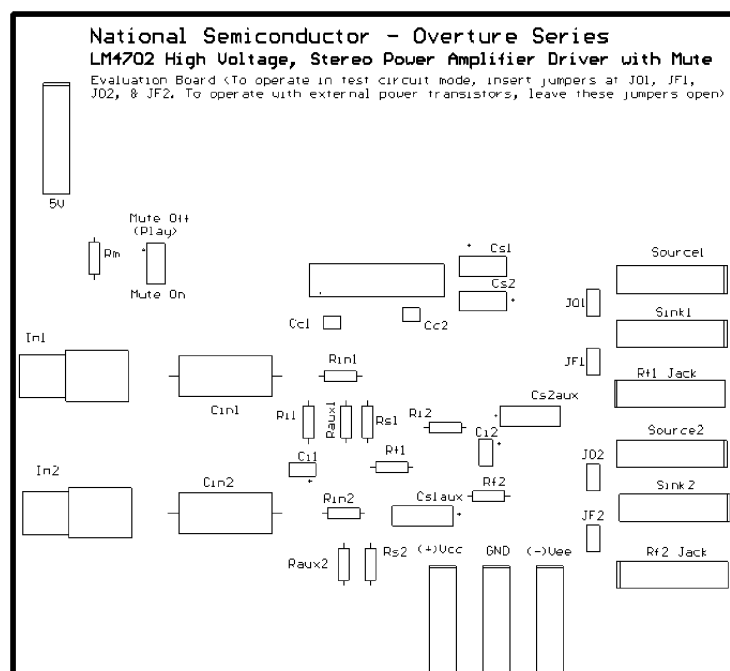 National Semiconductor - Overture Series
LM4702 High Voltage, Stereo Power Amplifier Driver with Mute
Evaluation Board (To operate in test circuit mode, insert jumpers at JO1, JF1,
JO2, & JF2. To operate with external power transistors, leave these jumpers open)
5V
Mute Off
(Play)
Rm
Mute On
Cs1
Cs2
Source1
JO1
Sink1
Cc1
Cc2
In1
JF1
Rin1
Rf1 Jack
Cin1
Ri1
Raux1
Rs1
Ri2
Cs2aux
Ci2
Source2
Ci1
Rf1
JO2
In2
Cin2
Rin2
Cs1aux
Rf2
Sink2
JF2
Raux2
Rs2
(+)Vcc
GND
(-)Vee
Rf2 Jack